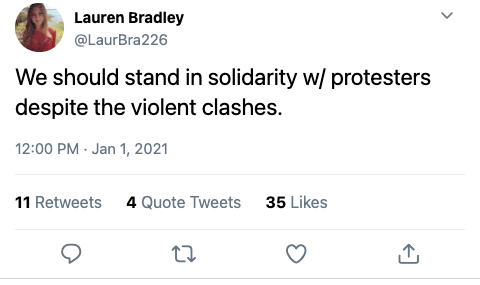 Lauren Bradley
@LaurBra226
We should stand in solidarity w/ protesters
despite the violent clashes.
12:00 PM · Jan 1, 2021
11 Retweets 4 Quote Tweets 35 Likes